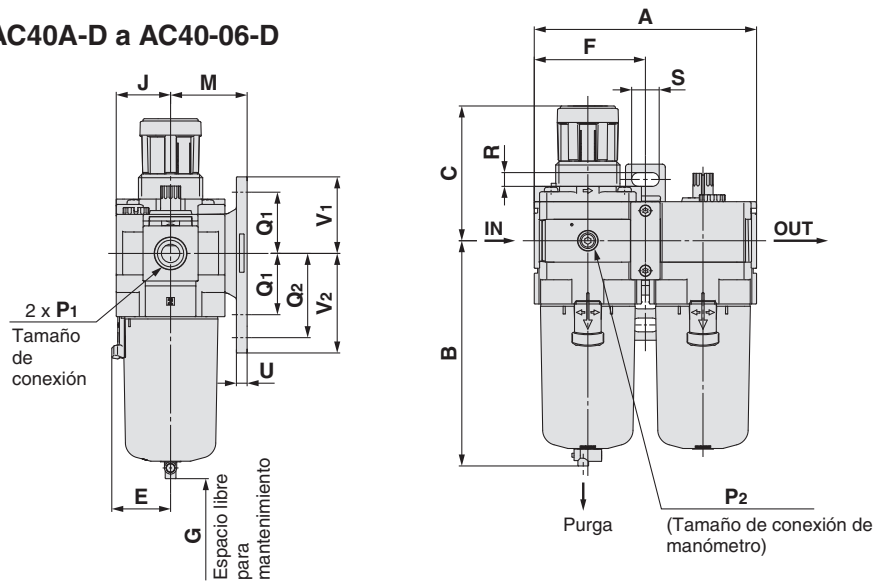 AC40A-D a AC40-06-D
A
J
M
F
S
R
C
Q1
V1
IN
OUT
Q1
Q2
V2
2 x P1
Tamaño
de
conexión
B
U
E
G
Espacio libre
para
mantenimiento
Purga
P2
(Tamaño de conexión de
manómetro)